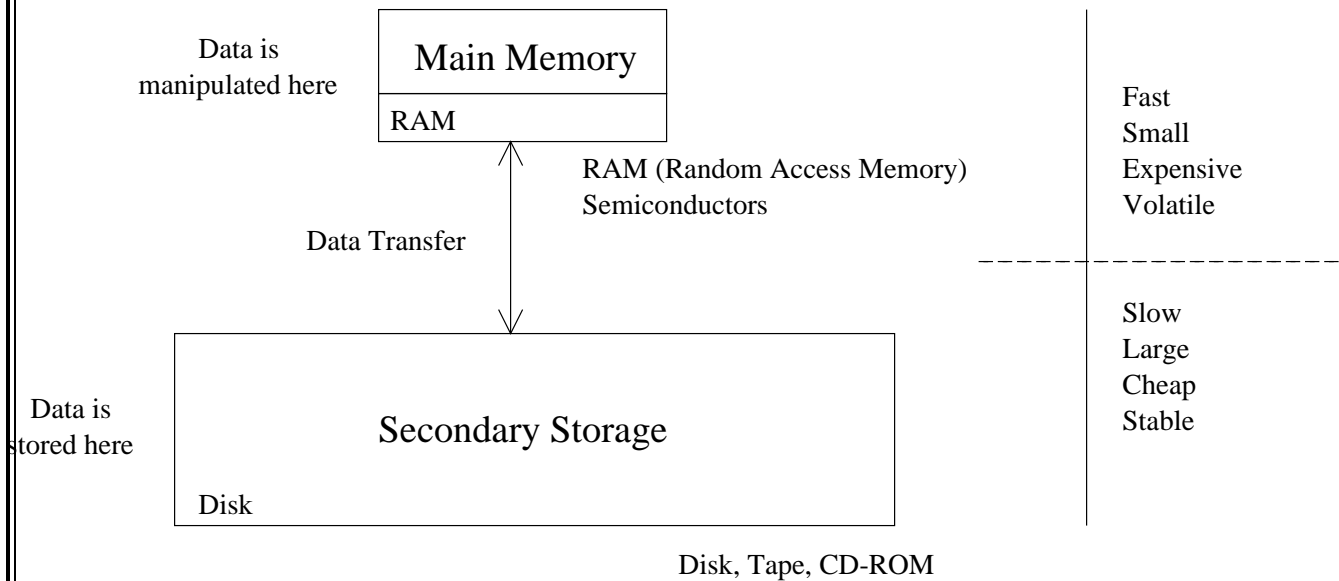 Data is
manipulated here
Main Memory
RAM
RAM (Random Access Memory)
Semiconductors
Data Transfer
Fast
Small
Expensive
Volatile
Data is
stored here
Secondary Storage
Disk
Disk, Tape, CD-ROM
Slow
Large
Cheap
Stable